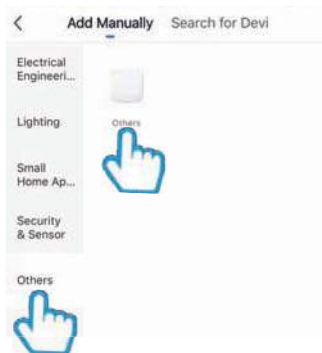 Add Manually Search for Devi
Electrical
Engineeri...
Others
Lighting
Small
Home Ap...
Security
& Sensor
Others